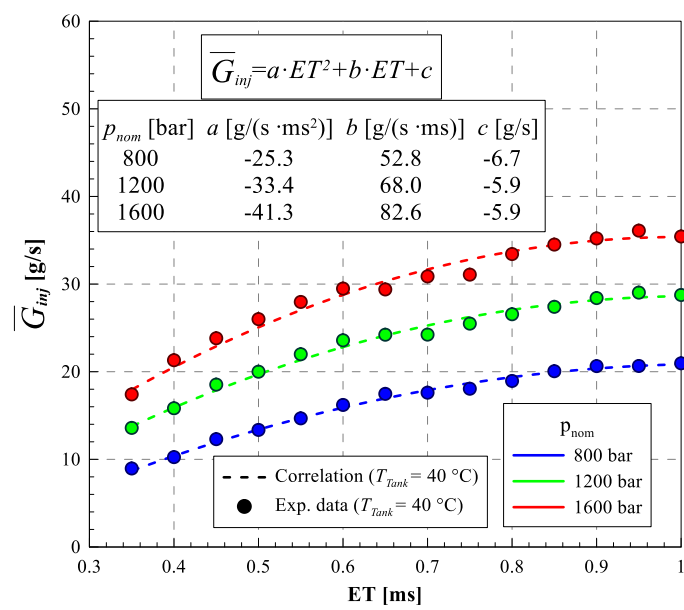 60
50
40
30
20
10
0
G̅inj [g/s]
G̅inj=a·ET²+b·ET+c
pnom [bar] a [g/(s ·ms²)] b [g/(s ·ms)] c [g/s]
800 -25.3 52.8 -6.7
1200 -33.4 68.0 -5.9
1600 -41.3 82.6 -5.9
Correlation (TTank = 40 °C)
Exp. data (TTank = 40 °C)
pnom
800 bar
1200 bar
1600 bar
0.3 0.4 0.5 0.6 0.7 0.8 0.9 1
ET [ms]